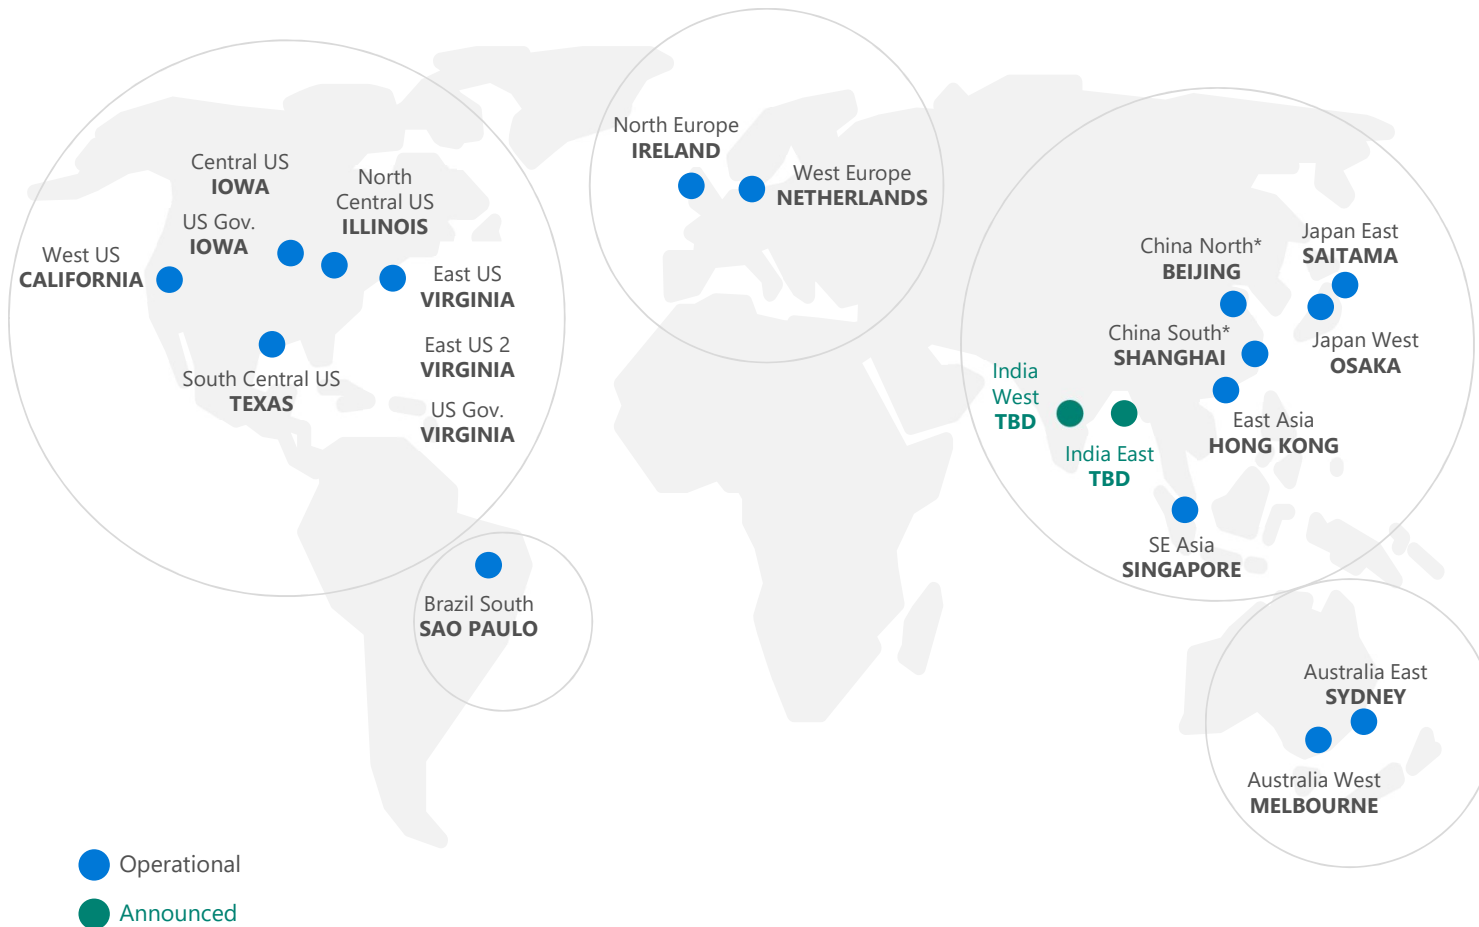 Central US
IOWA
North
Central US
ILLINOIS
US Gov.
IOWA
West US
CALIFORNIA
East US
VIRGINIA
East US 2
VIRGINIA
US Gov.
VIRGINIA
South Central US
TEXAS
Brazil South
SAO PAULO
North Europe
IRELAND
West Europe
NETHERLANDS
China North*
BEIJING
Japan East
SAITAMA
China South*
SHANGHAI
Japan West
OSAKA
India
West
TBD
India East
TBD
East Asia
HONG KONG
SE Asia
SINGAPORE
Australia East
SYDNEY
Australia West
MELBOURNE
Operational
Announced